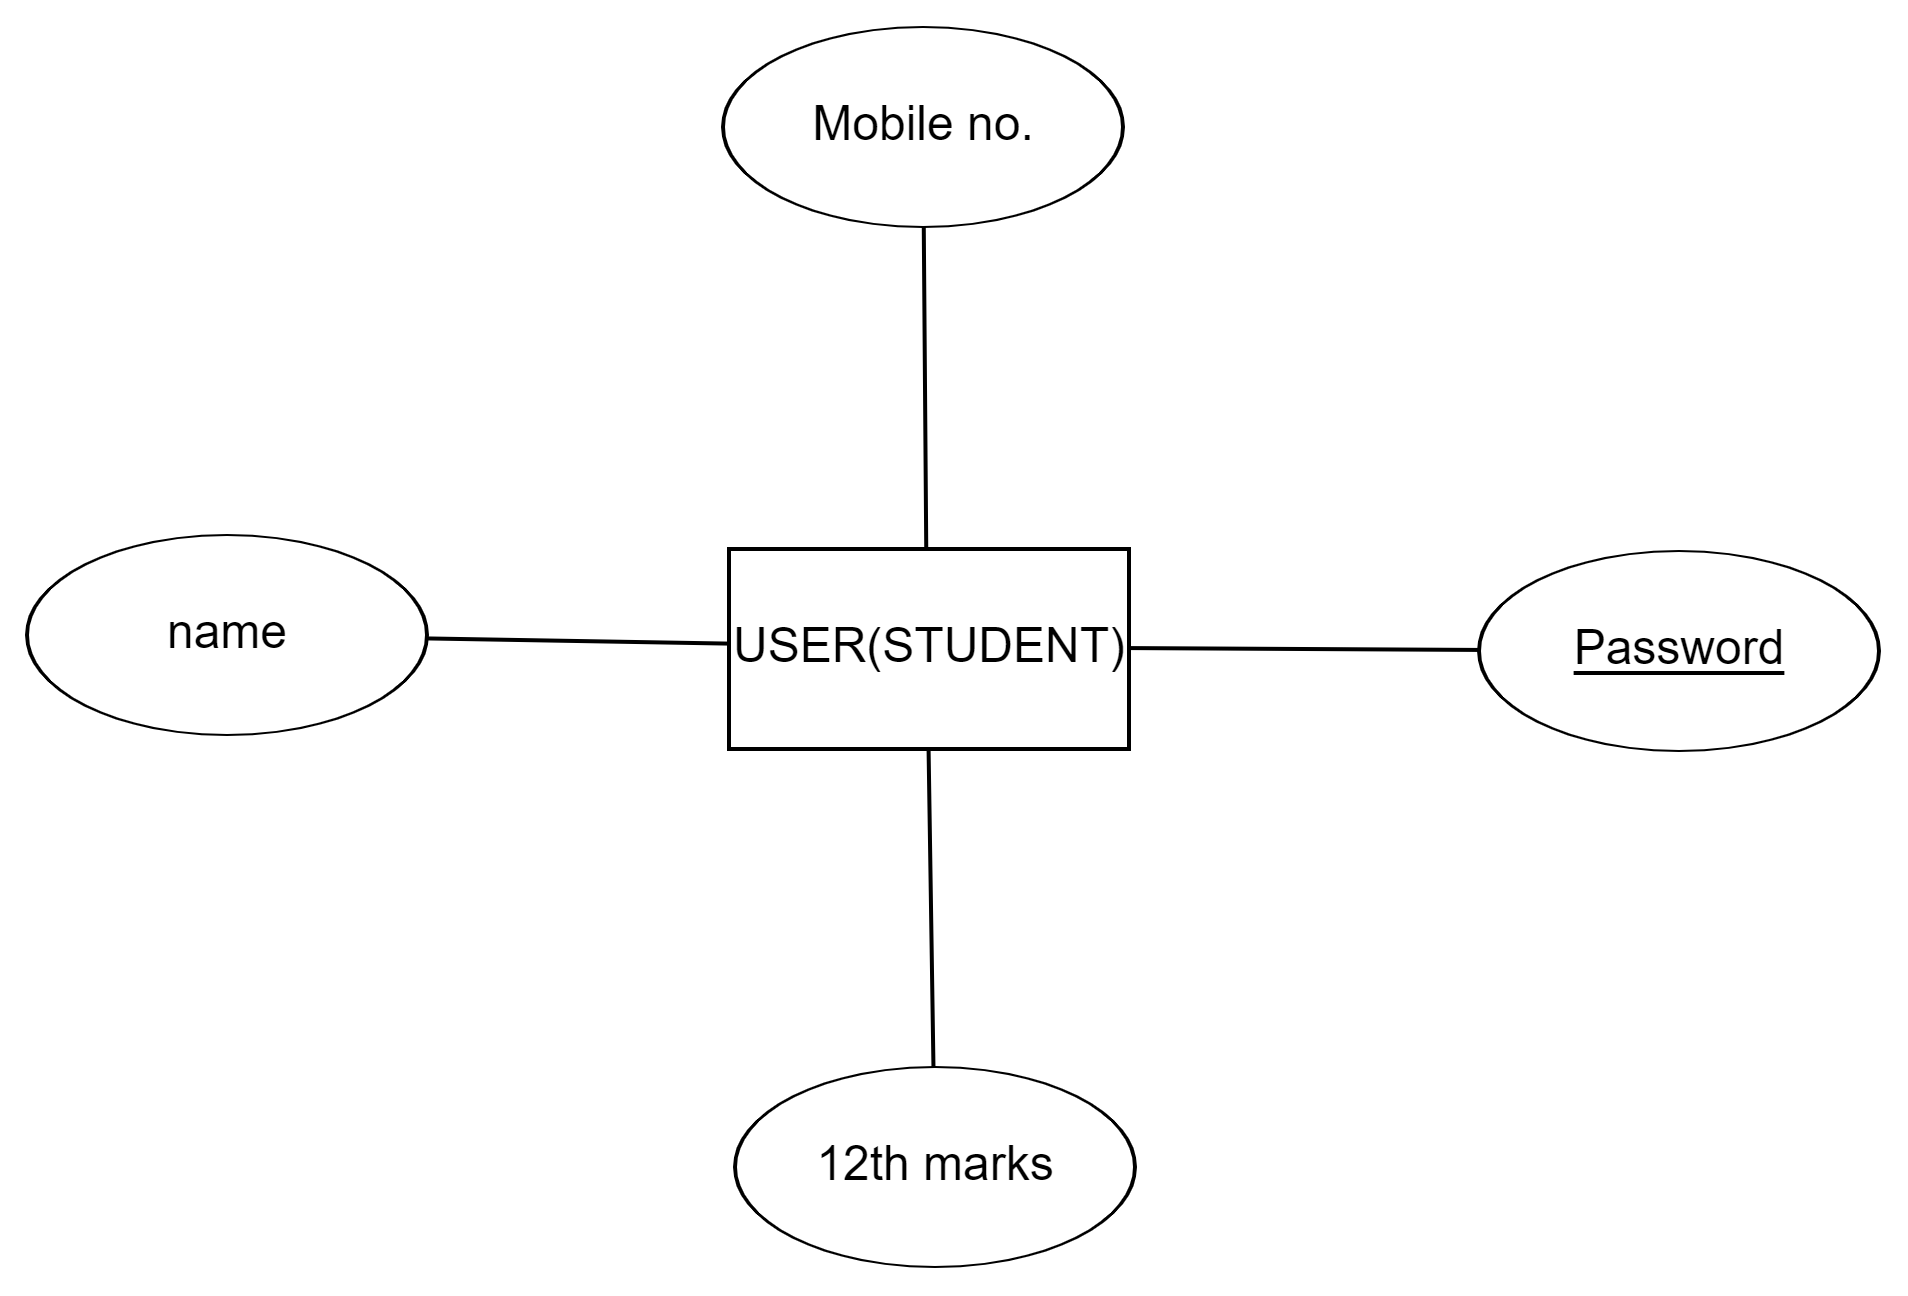 Mobile no.
name
USER(STUDENT)
Password
12th marks